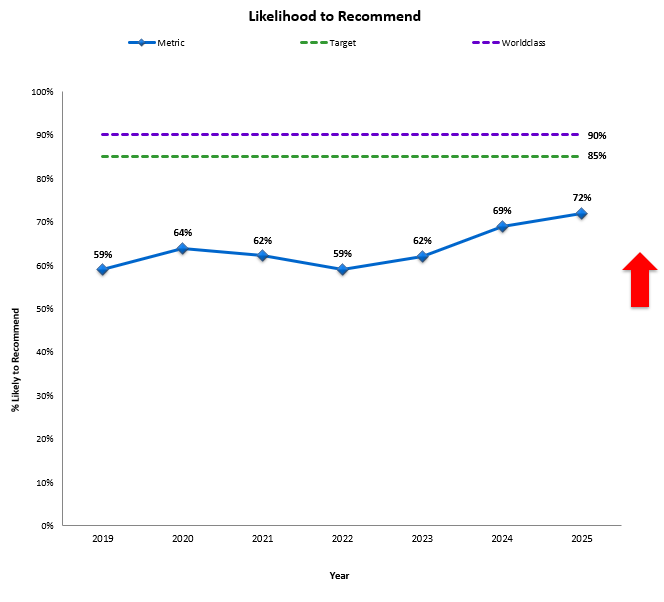 Likelihood to Recommend
Metric Target Worldclass
100%
90%
80%
70%
60%
50%
40%
30%
20%
10%
0%
% Likely to Recommend
90%
85%
59% 64% 62% 59% 62% 69% 72%
2019 2020 2021 2022 2023 2024 2025
Year